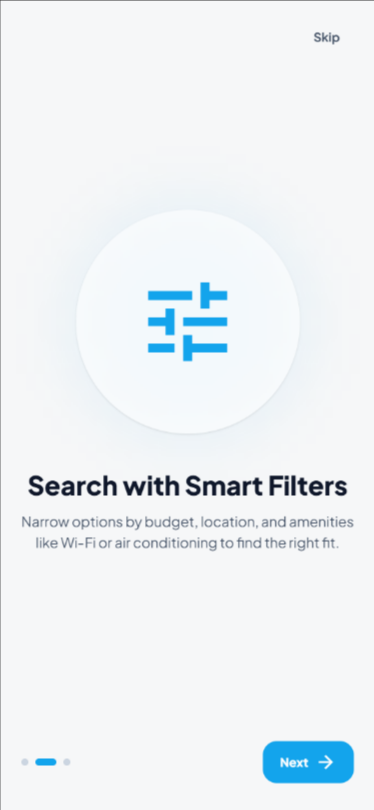 Skip
Search with Smart Filters
Narrow options by budget, location, and amenities
like Wi-Fi or air conditioning to find the right fit.
Next